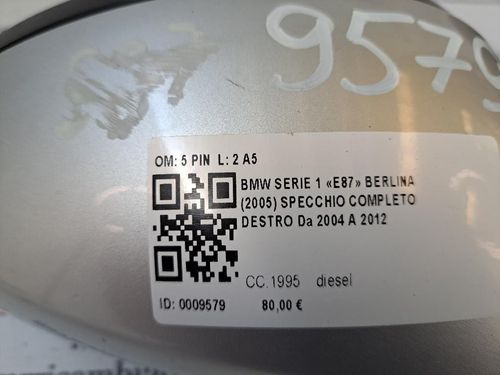 9579
OM: 5 PIN L: 2 A5
BMW SERIE 1 «E87» BERLINA
(2005) SPECCHIO COMPLETO
DESTRO Da 2004 A 2012
CC.1995 diesel
ID: 0009579 80,00 €